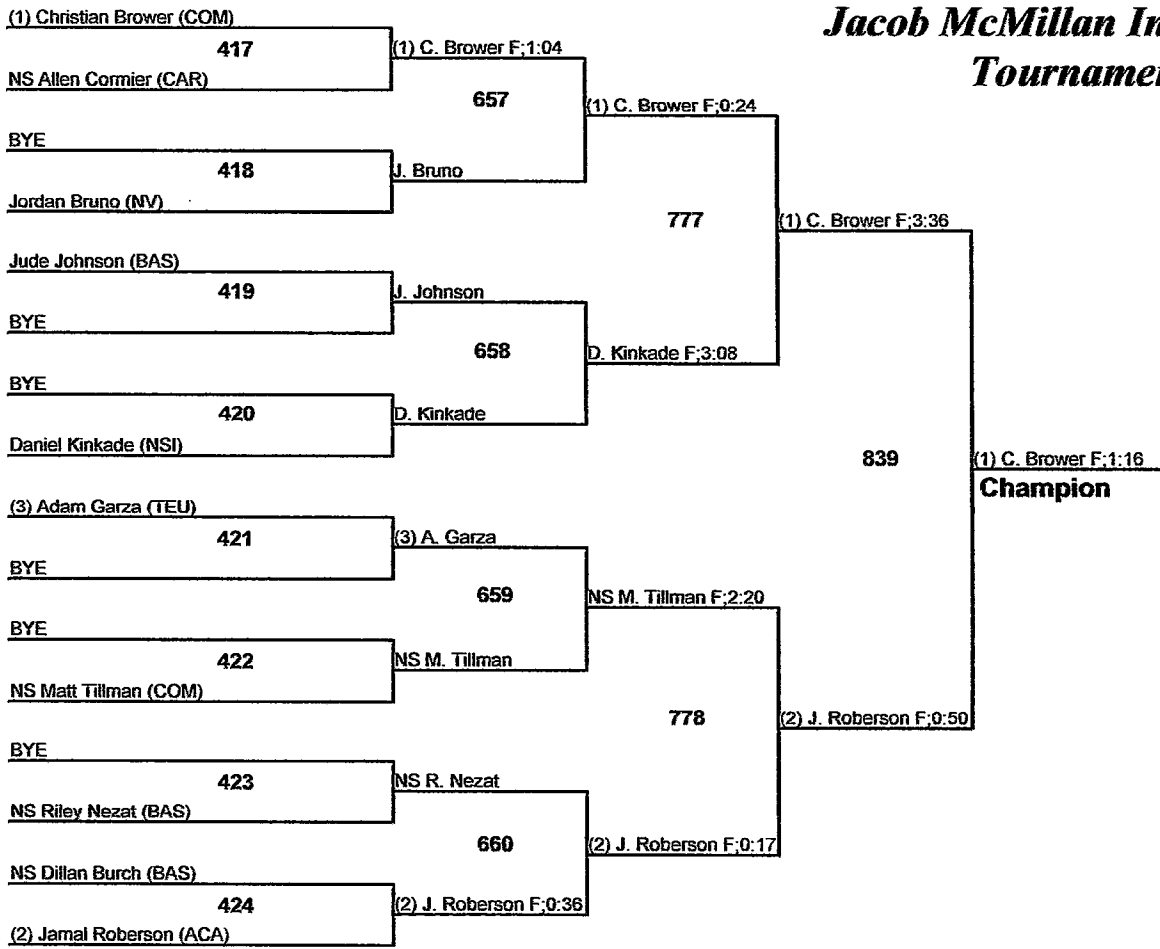 Jacob McMillan In
Tournamen
(1) Christian Brower (COM)
417
NS Allen Cormier (CAR)
BYE
418
Jordan Bruno (NV)
Jude Johnson (BAS)
419
BYE
BYE
420
Daniel Kinkade (NSI)
(3) Adam Garza (TEU)
421
BYE
BYE
422
NS Matt Tillman (COM)
BYE
423
NS Riley Nezat (BAS)
NS Dillan Burch (BAS)
424
(2) Jamal Roberson (ACA)
(1) C. Brower F;1:04
657
J. Bruno
J. Johnson
658
D. Kinkade
(3) A. Garza
659
NS M. Tillman
NS R. Nezat
660
(2) J. Roberson F;0:36
(1) C. Brower F;0:24
777
D. Kinkade F;3:08
NS M. Tillman F;2:20
778
(2) J. Roberson F;0:17
(1) C. Brower F;3:36
839
(2) J. Roberson F;0:50
(1) C. Brower F;1:16
Champion